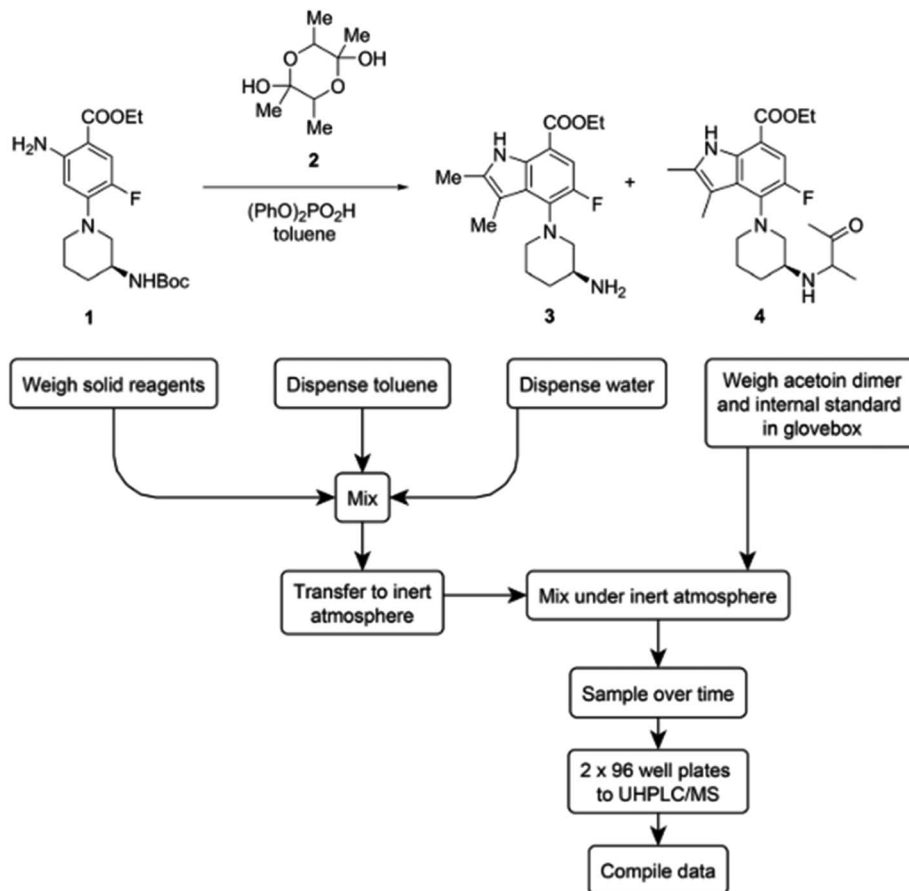 Me
Me
O
OH
HO
O
Me
Me
2
COOEt
H2N
F
N
NHBoc
1
(PhO)2PO2H
toluene
COOEt
H
N
Me
F
Me
N
NH2
3
+
COOEt
H
N
F
N
O
N
H
4
Weigh solid reagents
Dispense toluene
Dispense water
Weigh acetoin dimer
and internal standard
in glovebox
Mix
Transfer to inert
atmosphere
Mix under inert atmosphere
Sample over time
2 x 96 well plates
to UHPLC/MS
Compile data